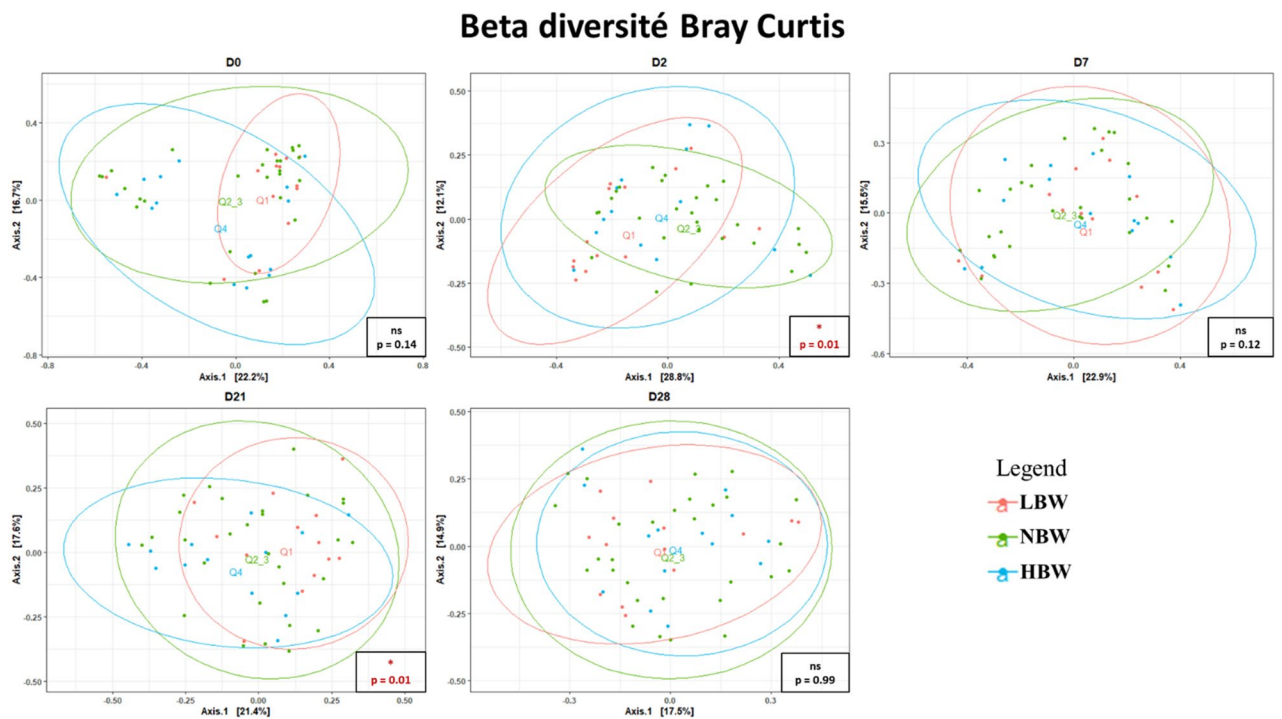 Beta diversité Bray Curtis
D0
Axis.2 [16.7%]
0.4
0.0
-0.4
-0.8
-0.8
-0.4
0.0
0.4
0.8
Axis.1 [22.2%]
Q2_3
Q1
Q4
ns
p = 0.14
D2
Axis.2 [12.1%]
0.50
0.25
0.00
-0.25
-0.50
-0.4
0.0
0.4
Axis.1 [28.8%]
Q4
Q1
Q2_3
*
p = 0.01
D7
Axis.2 [15.5%]
0.3
0.0
-0.3
-0.6
-0.4
0.0
0.4
Axis.1 [22.9%]
Q2_3
Q4
Q1
ns
p = 0.12
D21
Axis.2 [17.6%]
0.50
0.25
0.00
-0.25
-0.50
-0.50
-0.25
0.00
0.25
0.50
Axis.1 [21.4%]
Q1
Q2_3
Q4
*
p = 0.01
D28
Axis.2 [14.9%]
0.50
0.25
0.00
-0.25
-0.50
-0.3
0.0
0.3
Axis.1 [17.5%]
Q1
Q4
Q2_3
ns
p = 0.99
Legend
a LBW
a NBW
a HBW